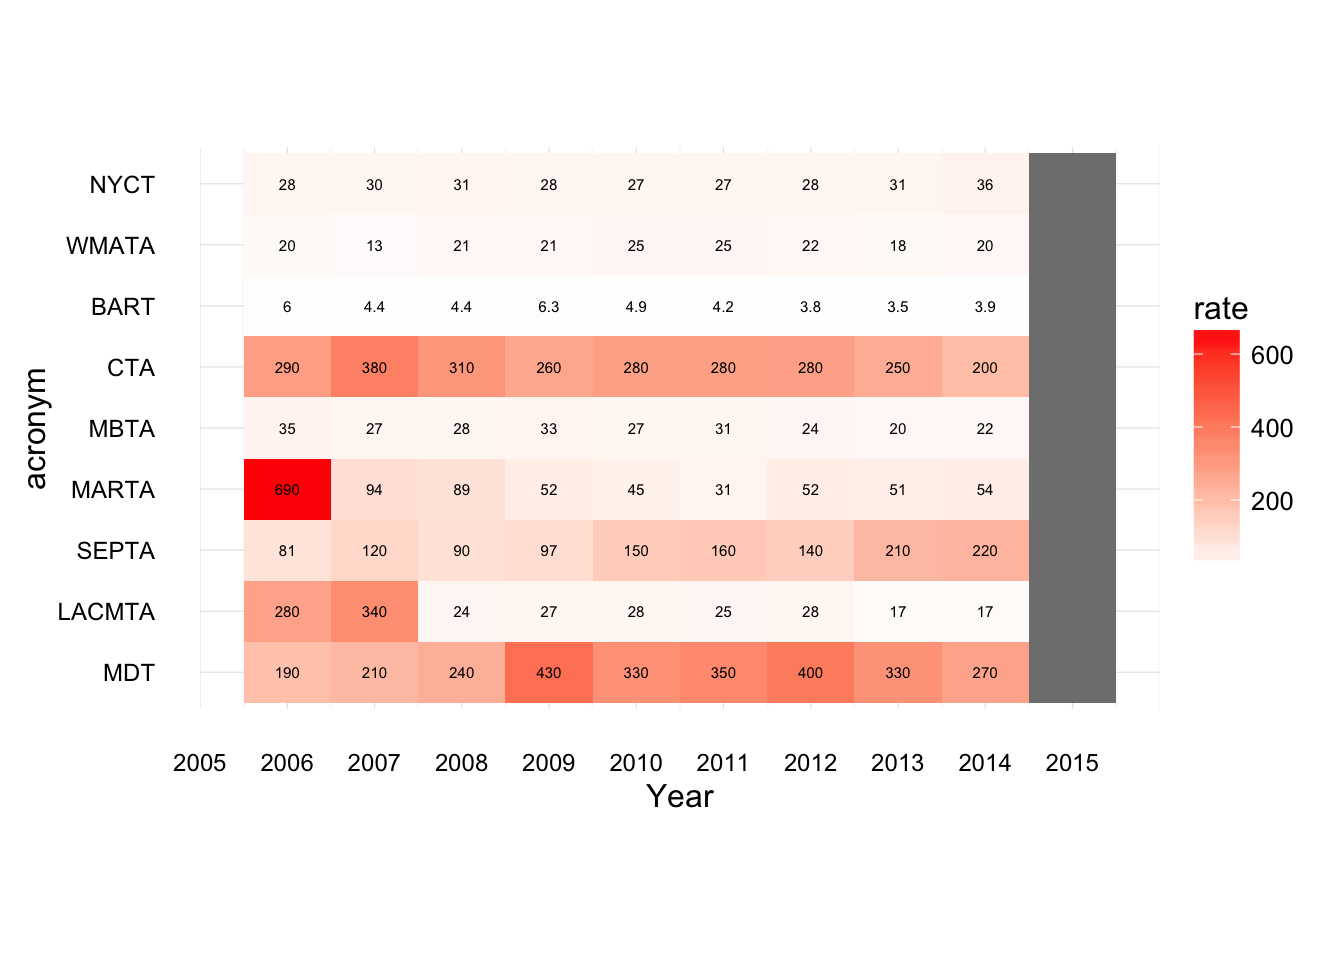 NYCT 28 30 31 28 27 27 28 31 36
WMATA 20 13 21 21 25 25 22 18 20
BART 6 4.4 4.4 6.3 4.9 4.2 3.8 3.5 3.9
CTA 290 380 310 260 280 280 280 250 200
MBTA 35 27 28 33 27 31 24 20 22
MARTA 690 94 89 52 45 31 52 51 54
SEPTA 81 120 90 97 150 160 140 210 220
LACMTA 280 340 24 27 28 25 28 17 17
MDT 190 210 240 430 330 350 400 330 270
2005 2006 2007 2008 2009 2010 2011 2012 2013 2014 2015
Year
acronym
rate
600
400
200